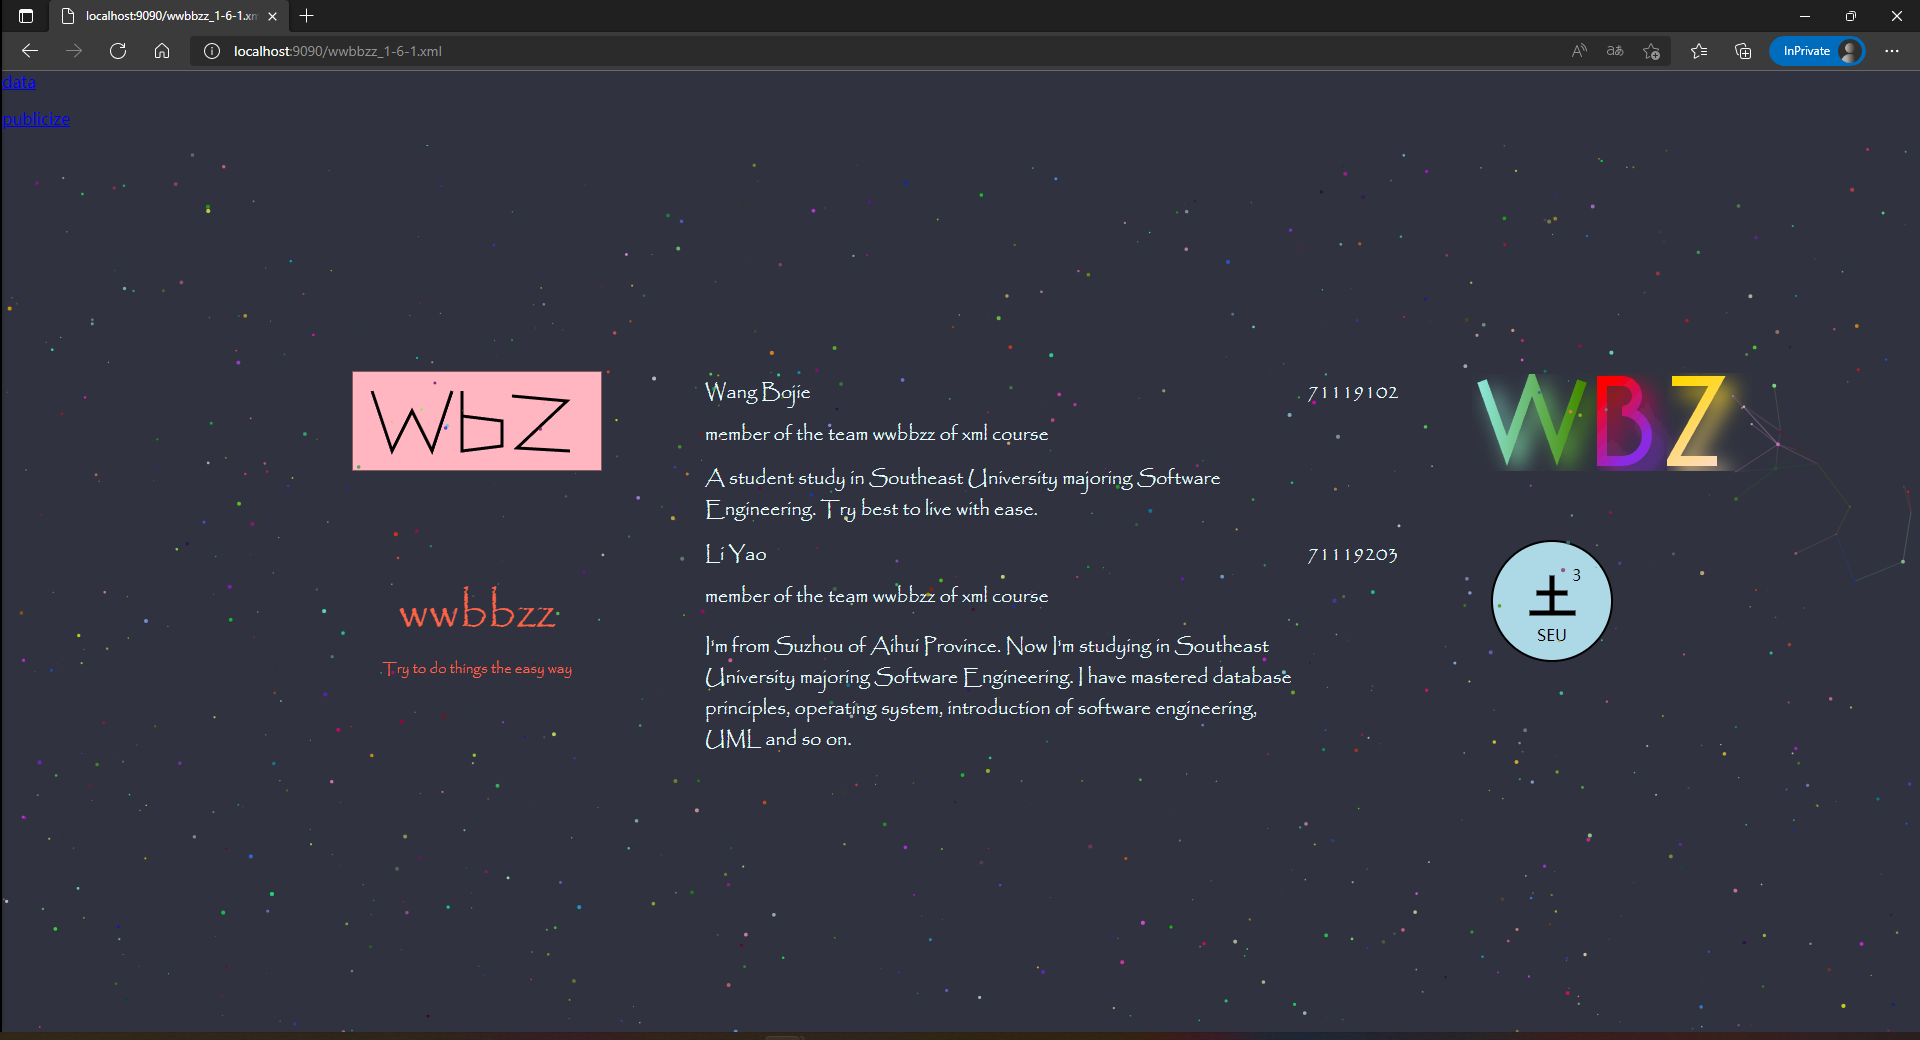 localhost:9090/wwbbzz_1-6-1.xm
localhost:9090/wwbbzz_1-6-1.xml
InPrivate
data
publicize
WbZ
Wang Bojie 71119102
WBZ
member of the team wwbbzz of xml course
A student study in Southeast University majoring Software
Engineering. Try best to live with ease.
Li Yao 71119203
member of the team wwbbzz of xml course
土 3
SEU
wwbbzz
Try to do things the easy way
I'm from Suzhou of Aihui Province. Now I'm studying in Southeast
University majoring Software Engineering. I have mastered database
principles, operating system, introduction of software engineering,
UML and so on.